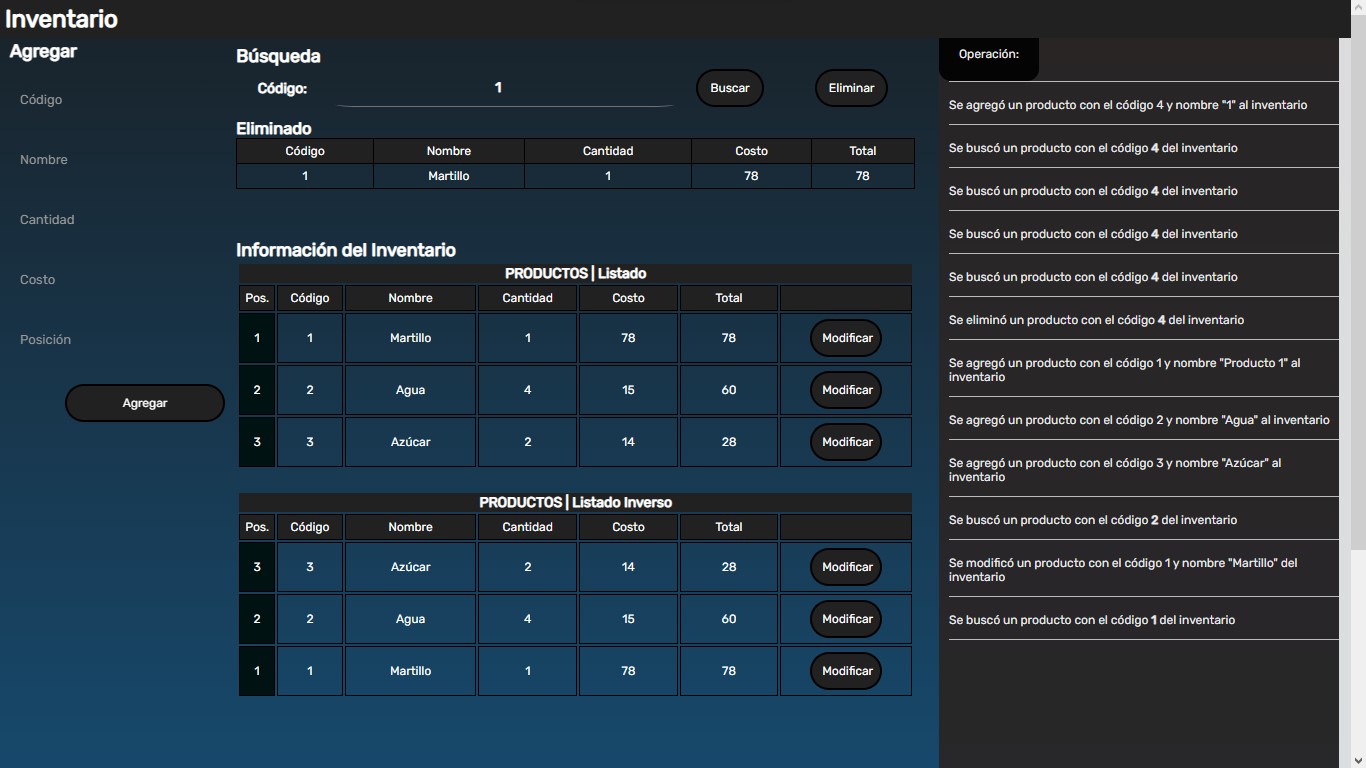 Inventario
Agregar
Código
Nombre
Cantidad
Costo
Posición
Agregar
Búsqueda
Código: 1 Buscar Eliminar
Eliminado
Código Nombre Cantidad Costo Total
1 Martillo 1 78 78
Información del Inventario
PRODUCTOS | Listado
Pos. Código Nombre Cantidad Costo Total
1 1 Martillo 1 78 78 Modificar
2 2 Agua 4 15 60 Modificar
3 3 Azúcar 2 14 28 Modificar
PRODUCTOS | Listado Inverso
Pos. Código Nombre Cantidad Costo Total
3 3 Azúcar 2 14 28 Modificar
2 2 Agua 4 15 60 Modificar
1 1 Martillo 1 78 78 Modificar
Operación:
Se agregó un producto con el código 4 y nombre "1" al inventario
Se buscó un producto con el código 4 del inventario
Se buscó un producto con el código 4 del inventario
Se buscó un producto con el código 4 del inventario
Se buscó un producto con el código 4 del inventario
Se eliminó un producto con el código 4 del inventario
Se agregó un producto con el código 1 y nombre "Producto 1" al
inventario
Se agregó un producto con el código 2 y nombre "Agua" al inventario
Se agregó un producto con el código 3 y nombre "Azúcar" al
inventario
Se buscó un producto con el código 2 del inventario
Se modificó un producto con el código 1 y nombre "Martillo" del
inventario
Se buscó un producto con el código 1 del inventario